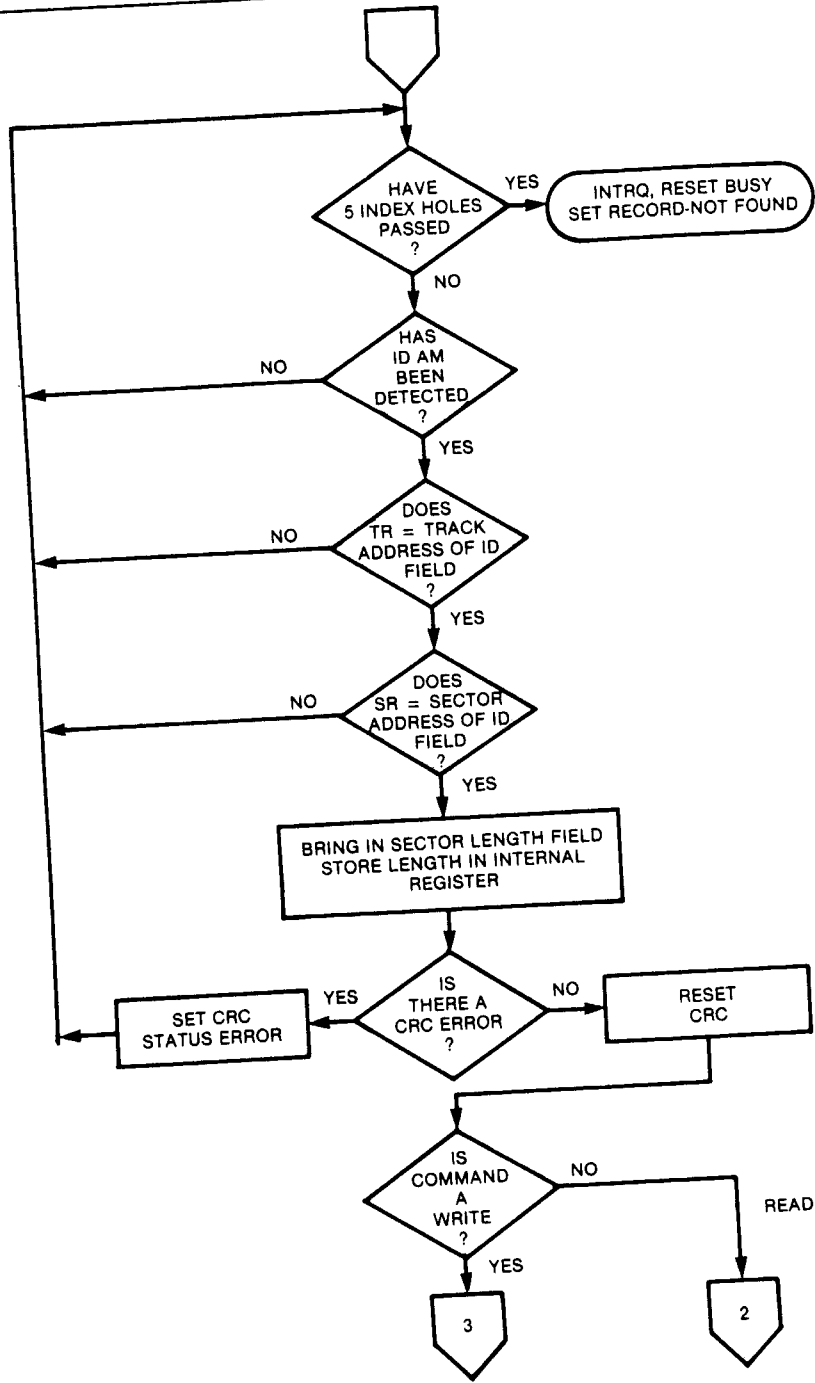 HAVE
5 INDEX HOLES
PASSED
?
YES
INTRQ, RESET BUSY
SET RECORD-NOT FOUND
NO
HAS
ID AM
BEEN
DETECTED
?
NO
YES
DOES
TR = TRACK
ADDRESS OF ID
FIELD
?
NO
YES
DOES
SR = SECTOR
ADDRESS OF ID
FIELD
?
NO
YES
BRING IN SECTOR LENGTH FIELD
STORE LENGTH IN INTERNAL
REGISTER
IS
THERE A
CRC ERROR
?
YES
NO
SET CRC
STATUS ERROR
RESET
CRC
IS
COMMAND
A
WRITE
?
NO
READ
YES
3
2